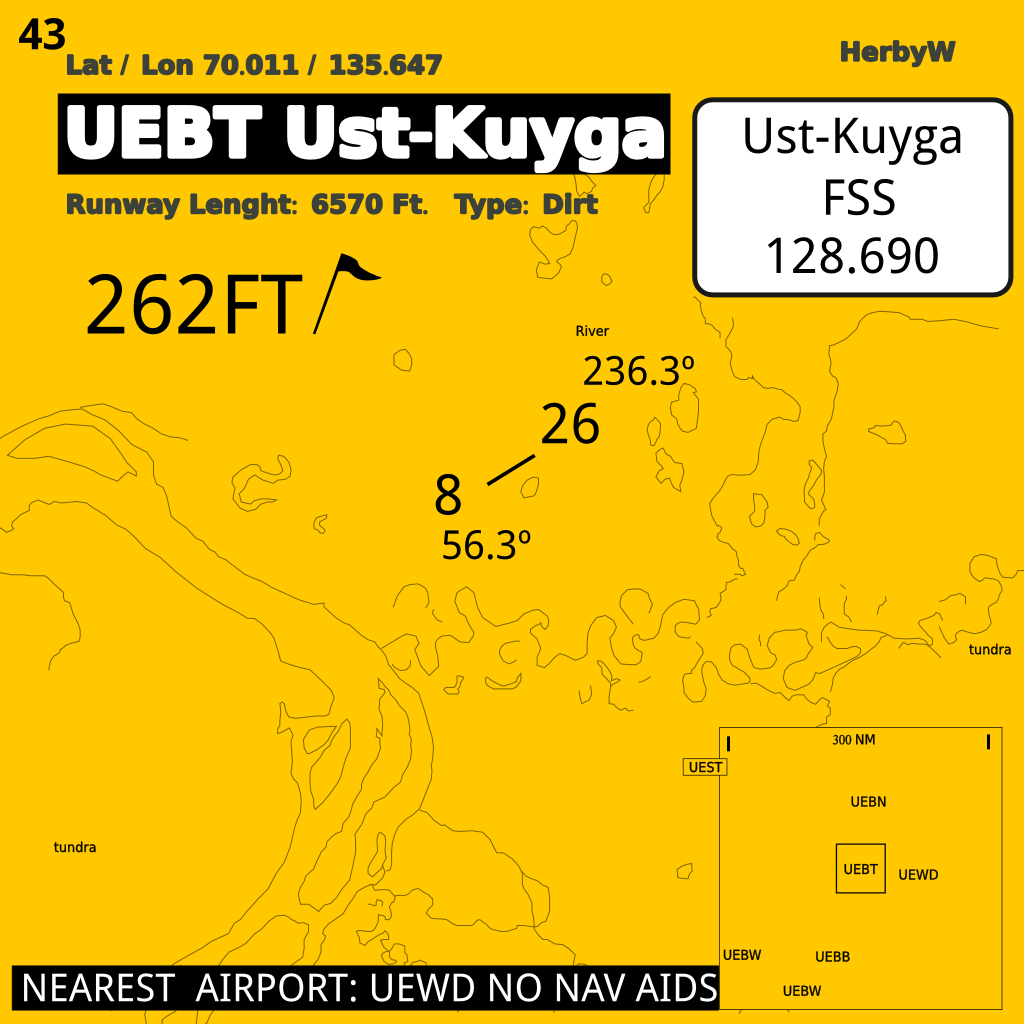 43
Lat / Lon 70.011 / 135.647
HerbyW
UEBT Ust-Kuyga
Runway Lenght: 6570 Ft. Type: Dirt
Ust-Kuyga
FSS
128.690
262FT
River
236.3º
26
8
56.3º
tundra
300 NM
UEST
UEBN
tundra
UEBT
UEWD
UEBW
UEBB
UEBW
NEAREST AIRPORT: UEWD NO NAV AIDS